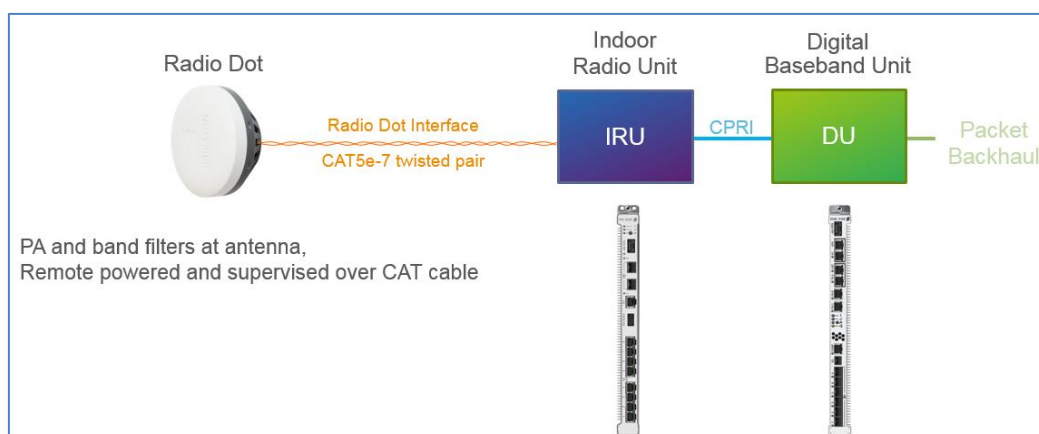 Radio Dot
Indoor
Radio Unit
Digital
Baseband Unit
Radio Dot Interface
CAT5e-7 twisted pair
IRU
CPRI
DU
Packet
Backhaul
PA and band filters at antenna,
Remote powered and supervised over CAT cable